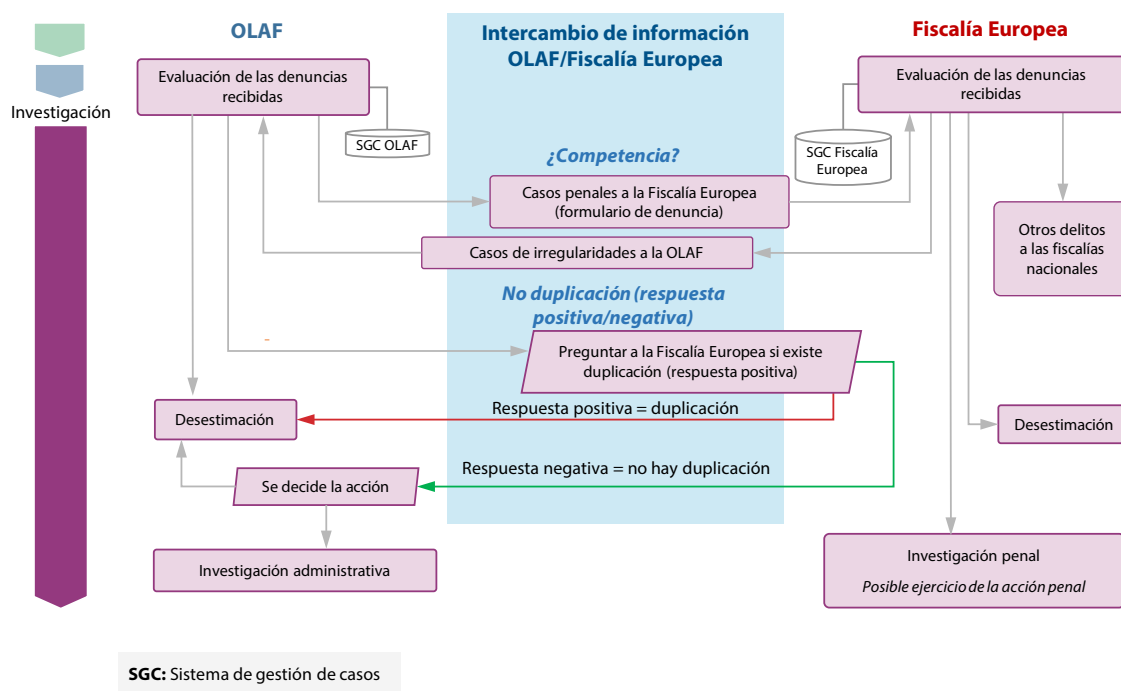 OLAF
Intercambio de información
OLAF/Fiscalía Europea
Fiscalía Europea
Investigación
Evaluación de las denuncias
recibidas
SGC OLAF
Evaluación de las denuncias
recibidas
SGC Fiscalía
Europea
¿Competencia?
Casos penales a la Fiscalía Europea
(formulario de denuncia)
Casos de irregularidades a la OLAF
Otros delitos
a las fiscalías
nacionales
No duplicación (respuesta
positiva/negativa)
Preguntar a la Fiscalía Europea si existe
duplicación (respuesta positiva)
Respuesta positiva = duplicación
Desestimación
Desestimación
Respuesta negativa = no hay duplicación
Se decide la acción
Investigación administrativa
Investigación penal
Posible ejercicio de la acción penal
SGC: Sistema de gestión de casos